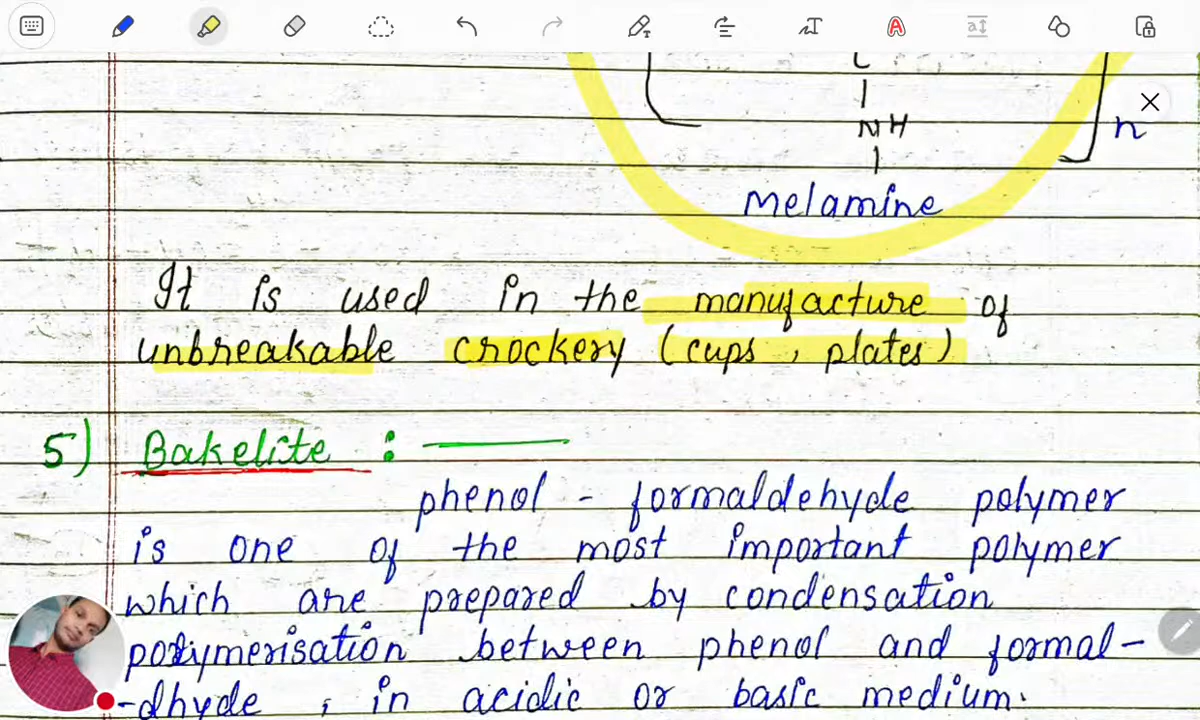 C
NH
n
Melamine
It is used in the manufacture of
unbreakable crockery (cups, plates)
5) Bakelite :
phenol - formaldehyde polymer
is one of the most important polymer
which are prepared by condensation
polymerisation between phenol and formal-
-dhyde, in acidic or basic medium.